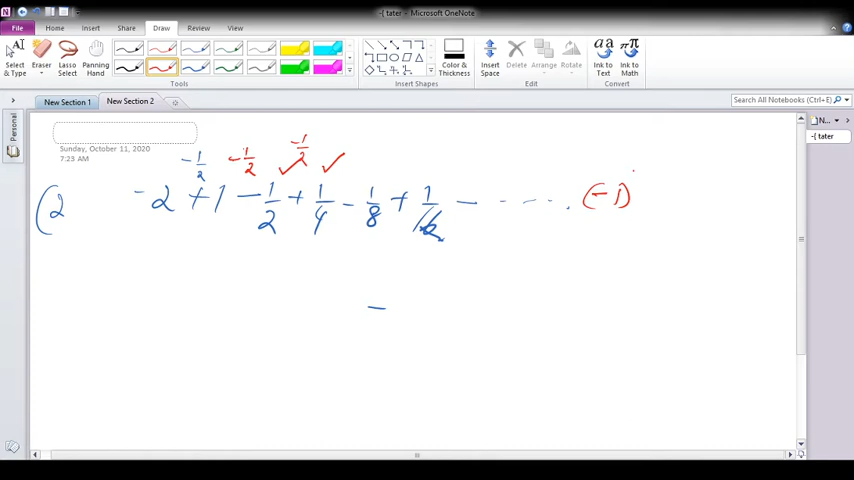 -{ tater - Microsoft OneNote
File Home Insert Draw Review View
Select & Type Eraser Lasso Select Panning Hand Color & Thickness Insert Space Delete Arrange Rotate Ink to Text Ink to Math
Tools Insert Shapes Edit Convert
New Section 1 New Section 2 Search All Notebooks (Ctrl+E)
Personal N... -{ tater
Sunday, October 11, 2020
7:23 AM
-1/2 -1/2 -1/2 ✓ ✓
(2 -2 + 1 - 1/2 + 1/4 - 1/8 + 1/16 - - - - . (-1)
-